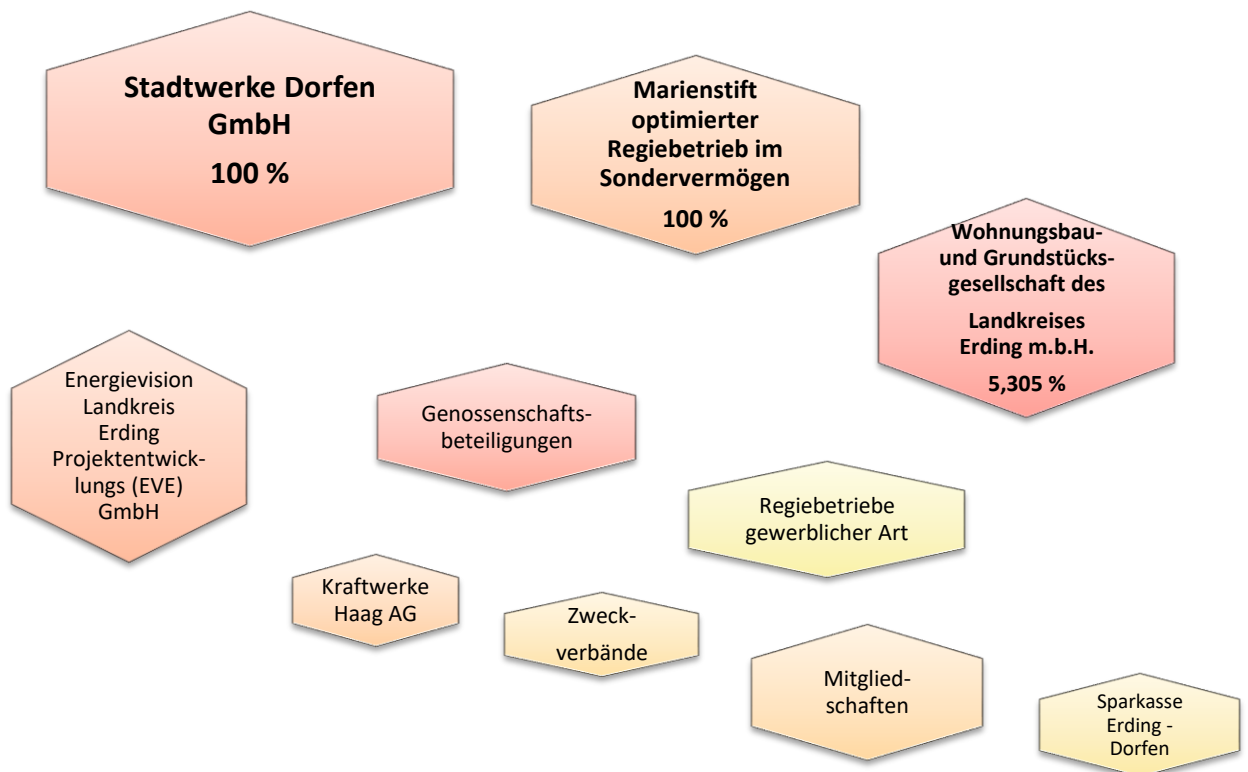 Stadtwerke Dorfen
GmbH
100 %
Marienstift
optimierter
Regiebetrieb im
Sondervermögen
100 %
Wohnungsbau-
und Grundstücks-
gesellschaft des
Landkreises
Erding m.b.H.
5,305 %
Energievision
Landkreis
Erding
Projektentwick-
lungs (EVE)
GmbH
Genossenschafts-
beteiligungen
Regiebetriebe
gewerblicher Art
Kraftwerke
Haag AG
Zweck-
verbände
Mitglied-
schaften
Sparkasse
Erding -
Dorfen